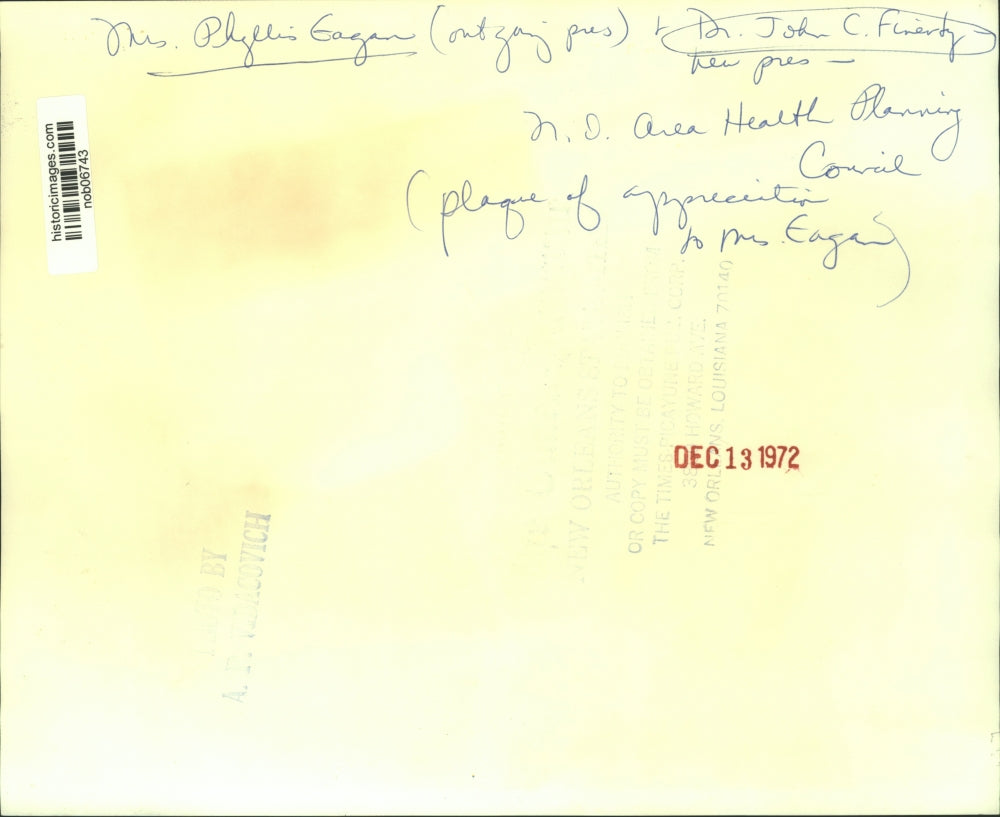 Mrs. Phyllis Eagan (outgoing pres) & Dr. John C. Finerty
new pres —
N.O. Area Health Planning
Council
(plaque of appreciation
to Mrs. Eagan)
historicimages.com
nob06743
NEW ORLEANS
AUTHORITY TO
OR COPY MUST BE
THE TIMES PICAYUNE CORP.
HOWARD AVE.
NEW ORLEANS, LOUISIANA 70140
DEC 13 1972
PHOTO BY